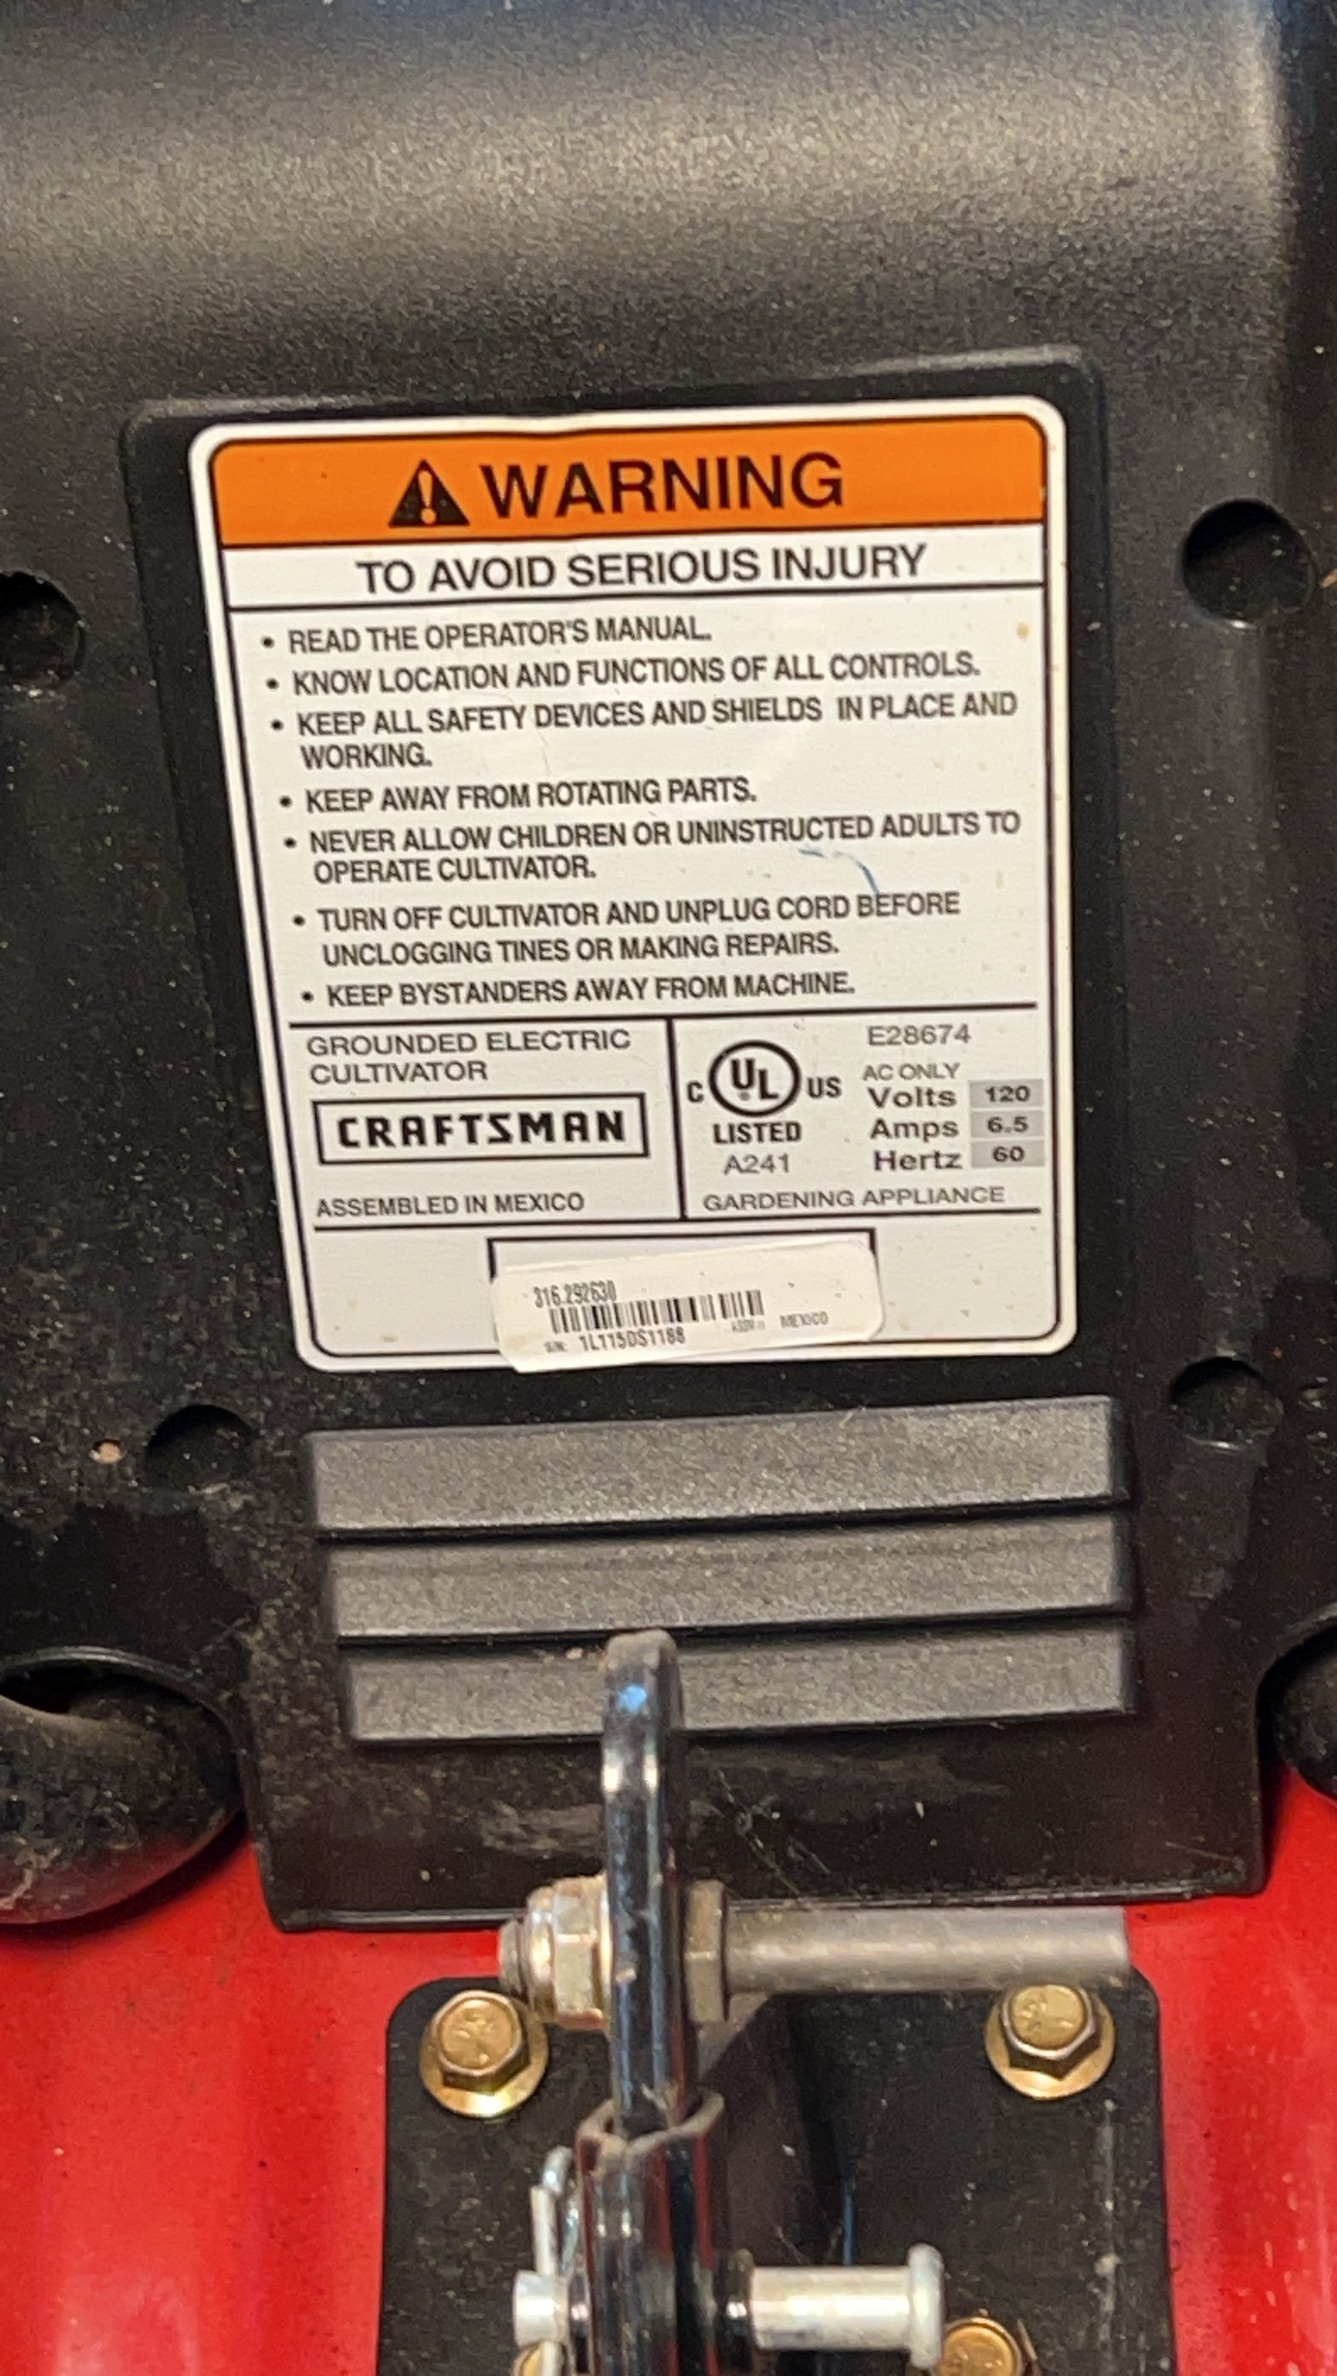 WARNING
TO AVOID SERIOUS INJURY
• READ THE OPERATOR'S MANUAL.
• KNOW LOCATION AND FUNCTIONS OF ALL CONTROLS.
• KEEP ALL SAFETY DEVICES AND SHIELDS IN PLACE AND
WORKING.
• KEEP AWAY FROM ROTATING PARTS.
• NEVER ALLOW CHILDREN OR UNINSTRUCTED ADULTS TO
OPERATE CULTIVATOR.
• TURN OFF CULTIVATOR AND UNPLUG CORD BEFORE
UNCLOGGING TINES OR MAKING REPAIRS.
• KEEP BYSTANDERS AWAY FROM MACHINE.
GROUNDED ELECTRIC
CULTIVATOR
CRAFTSMAN
ASSEMBLED IN MEXICO
C UL US
LISTED
A241
E28674
AC ONLY
Volts 120
Amps 6.5
Hertz 60
GARDENING APPLIANCE
316.292630
1L115DS1188
MEXICO